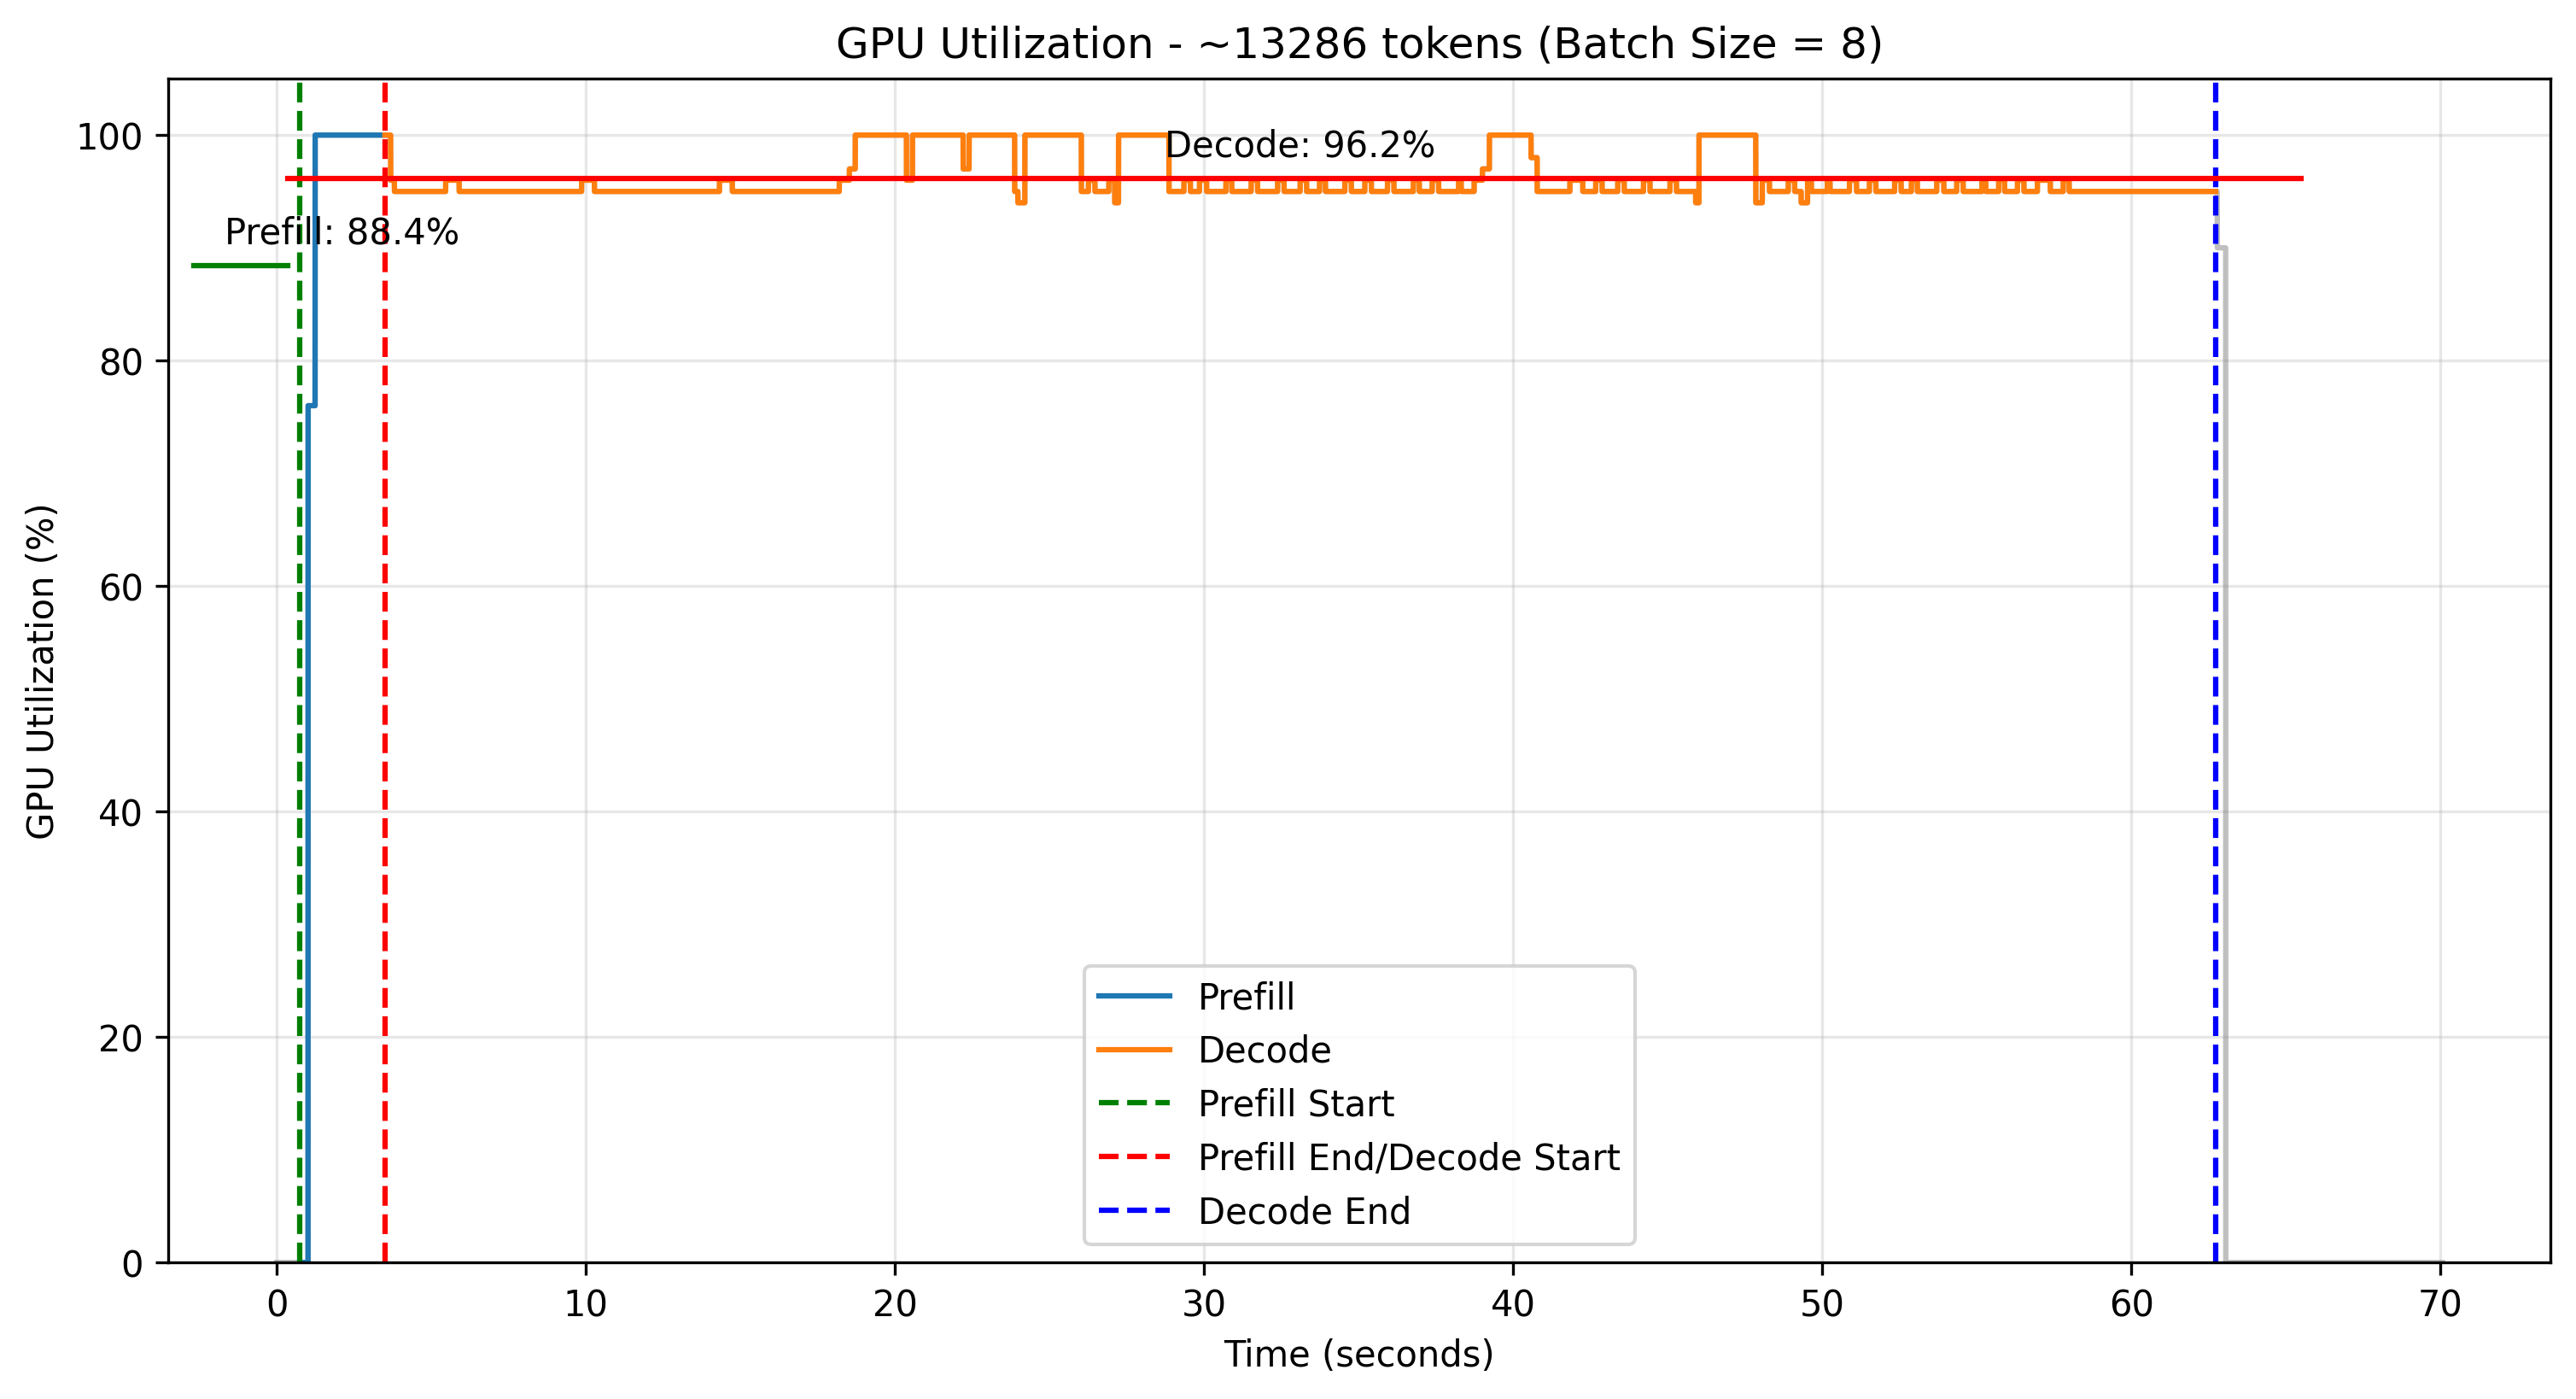 GPU Utilization - ~13286 tokens (Batch Size = 8)
GPU Utilization (%)
100
80
60
40
20
0
Decode: 96.2%
Prefill: 88.4%
Prefill
Decode
Prefill Start
Prefill End/Decode Start
Decode End
0 10 20 30 40 50 60 70
Time (seconds)